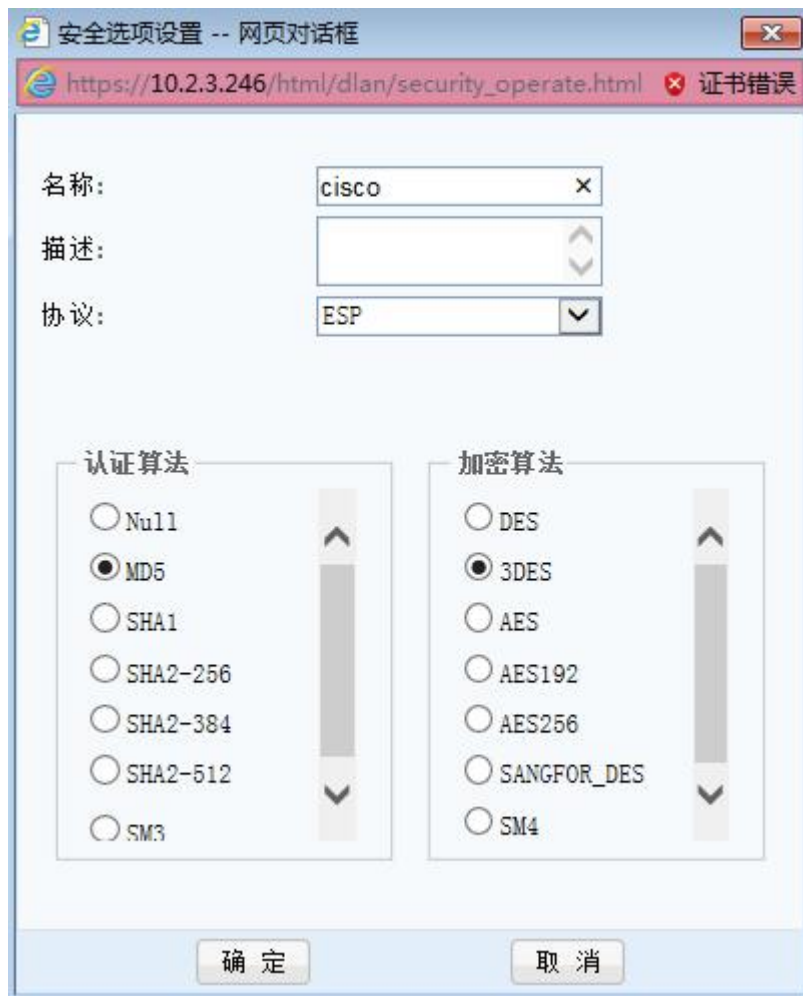 安全选项设置 -- 网页对话框
https://10.2.3.246/html/dlan/security_operate.html 证书错误
名称: cisco
描述:
协议: ESP
认证算法
Null
MD5
SHA1
SHA2-256
SHA2-384
SHA2-512
SM3
加密算法
DES
3DES
AES
AES192
AES256
SANGFOR_DES
SM4
确 定 取 消